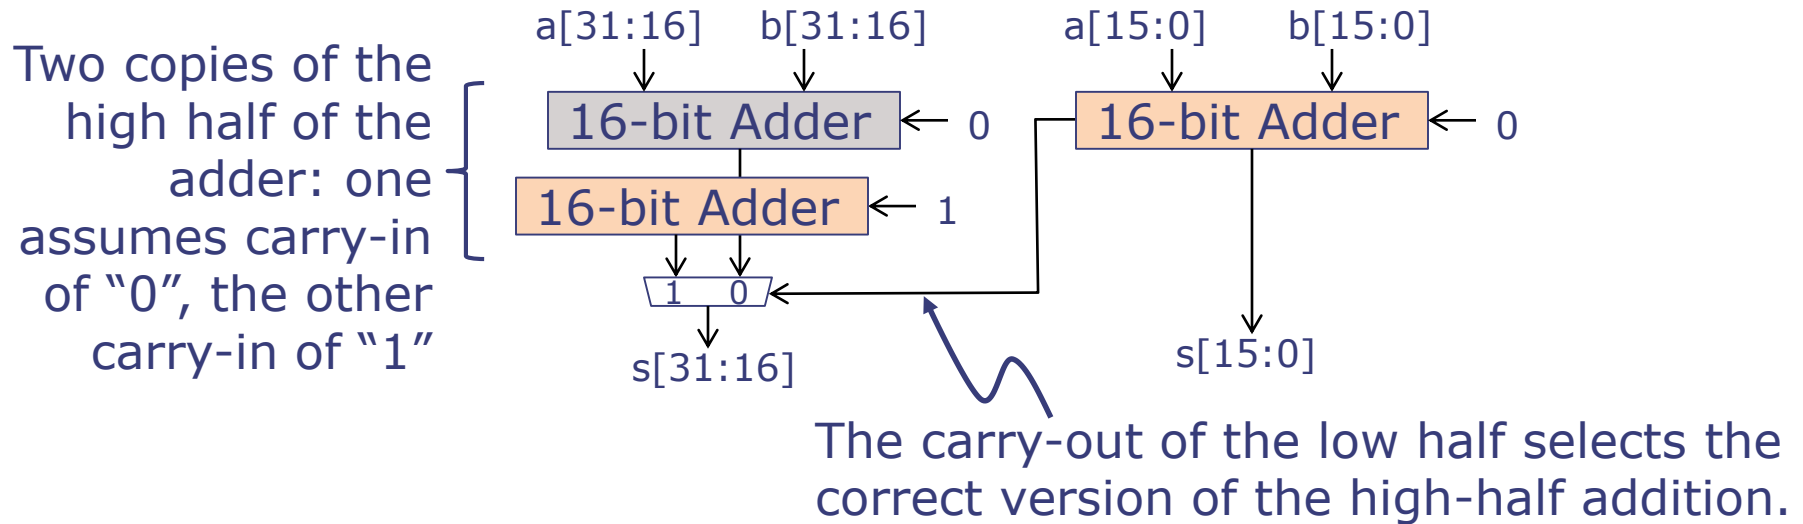 Two copies of the
high half of the
adder: one
assumes carry-in
of “0”, the other
carry-in of “1”
a[31:16] b[31:16]
16-bit Adder 0
16-bit Adder 1
1 0
s[31:16]
a[15:0] b[15:0]
16-bit Adder 0
s[15:0]
The carry-out of the low half selects the
correct version of the high-half addition.